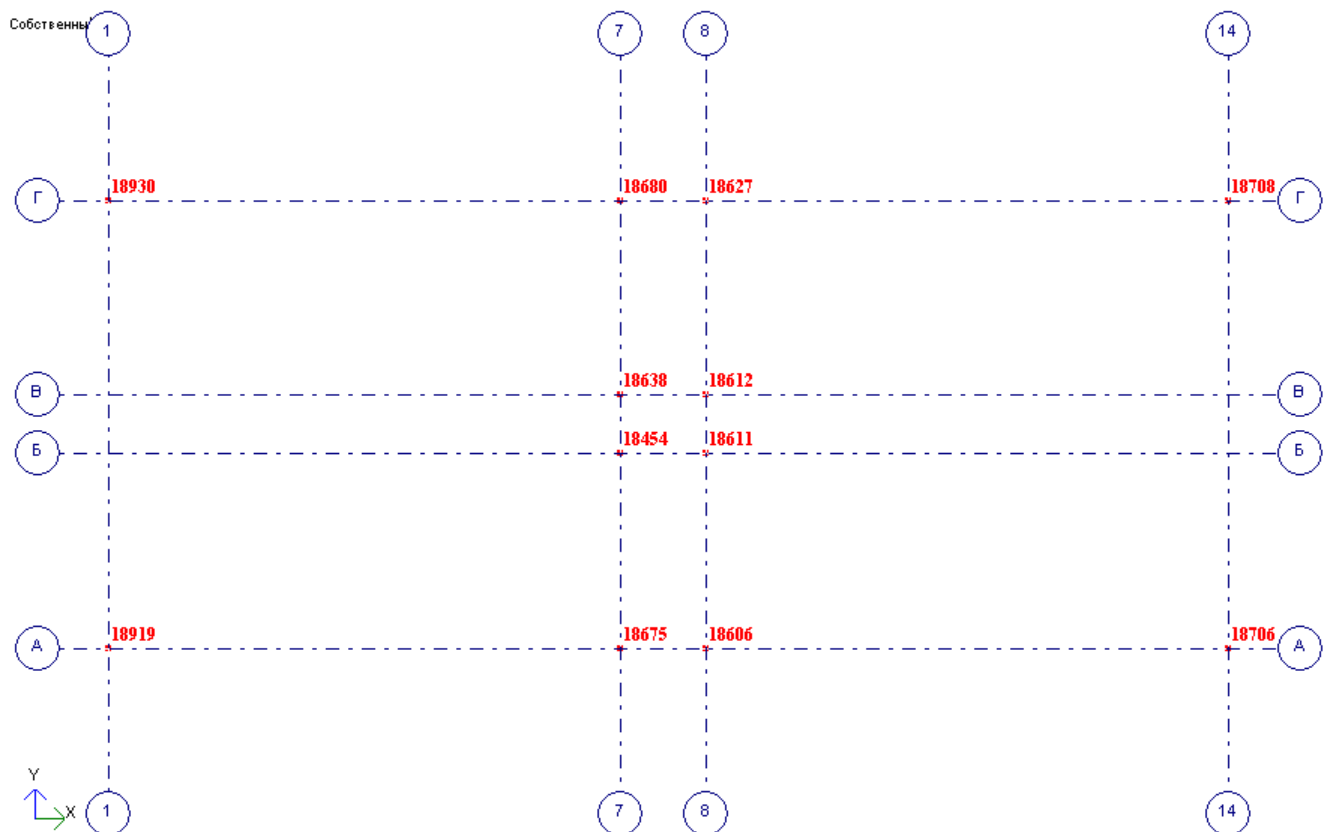 Собственны
1 7 8 14
Г 18930 18680 18627 18708 Г
В 18638 18612 В
Б 18454 18611 Б
А 18919 18675 18606 18706 А
Y
X 1 7 8 14